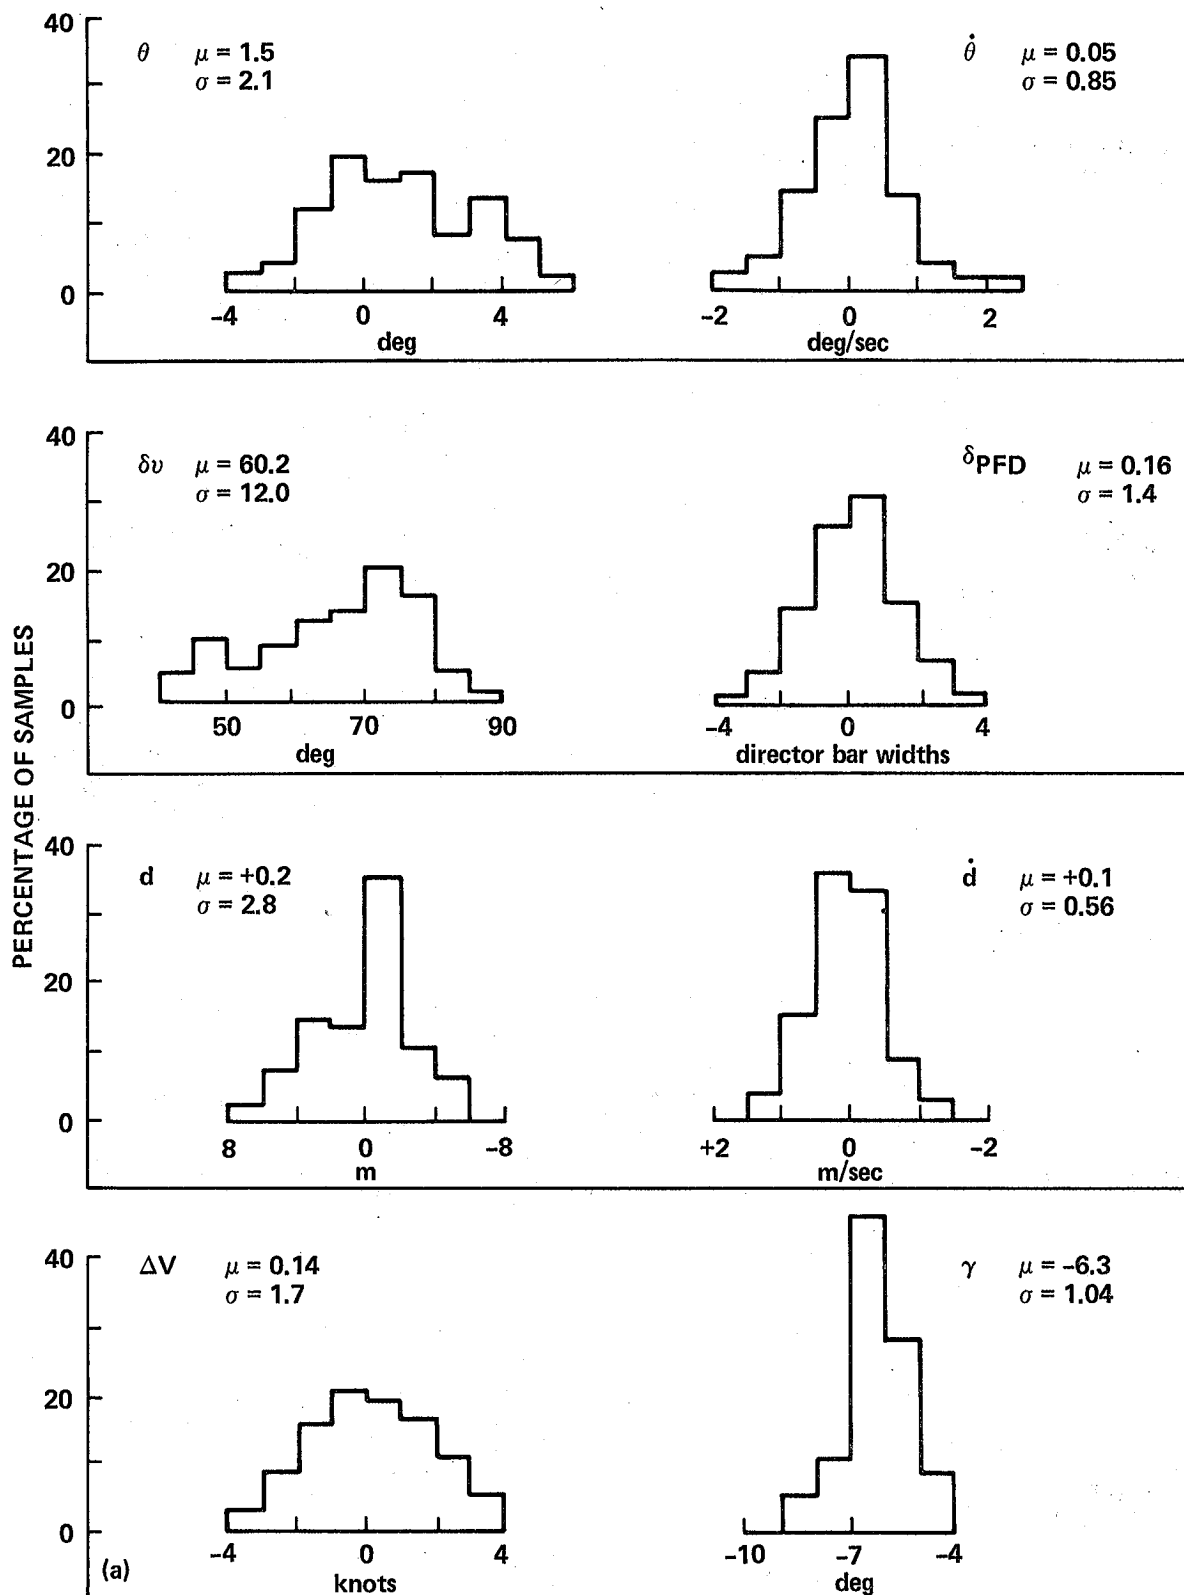 PERCENTAGE OF SAMPLES
40
20
0
θ μ = 1.5
σ = 2.1
-4 0 4
deg
θ̇ μ = 0.05
σ = 0.85
-2 0 2
deg/sec
40
20
0
δυ μ = 60.2
σ = 12.0
50 70 90
deg
δPFD μ = 0.16
σ = 1.4
-4 0 4
director bar widths
40
20
0
d μ = +0.2
σ = 2.8
8 0 -8
m
ḋ μ = +0.1
σ = 0.56
+2 0 -2
m/sec
40
20
0
ΔV μ = 0.14
σ = 1.7
-4 0 4
knots
γ μ = -6.3
σ = 1.04
-10 -7 -4
deg
(a)